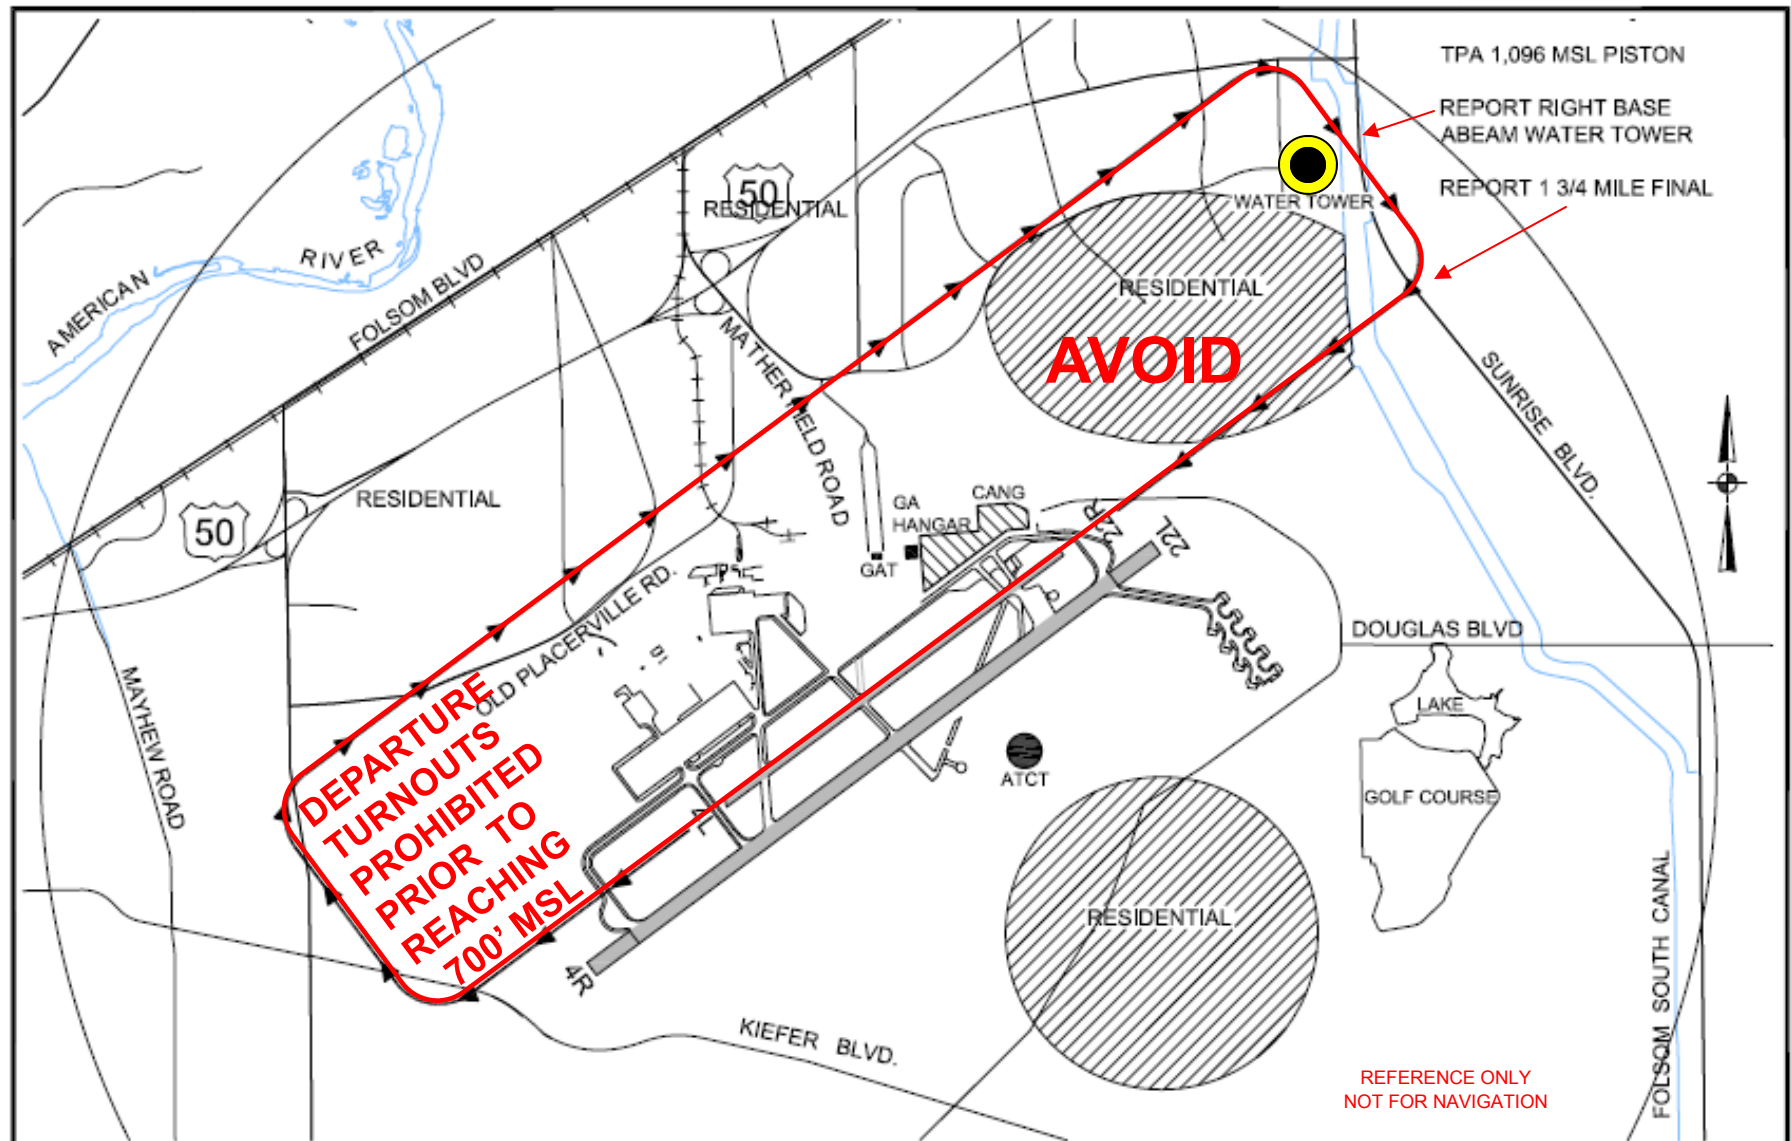 TPA 1,096 MSL PISTON
REPORT RIGHT BASE
ABEAM WATER TOWER
REPORT 1 3/4 MILE FINAL
50
RESIDENTIAL
WATER TOWER
AMERICAN
RIVER
FOLSOM BLVD
RESIDENTIAL
AVOID
MATHER FIELD ROAD
SUNRISE BLVD.
RESIDENTIAL
50
GA
HANGAR
CANG
GAT
22R
22L
OLD PLACERVILLE RD.
DOUGLAS BLVD
MAYHEW ROAD
LAKE
GOLF COURSE
ATCT
DEPARTURE
TURNOUTS
PROHIBITED
PRIOR TO
REACHING
700' MSL
4L
4R
RESIDENTIAL
KIEFER BLVD.
FOLSOM SOUTH CANAL
REFERENCE ONLY
NOT FOR NAVIGATION